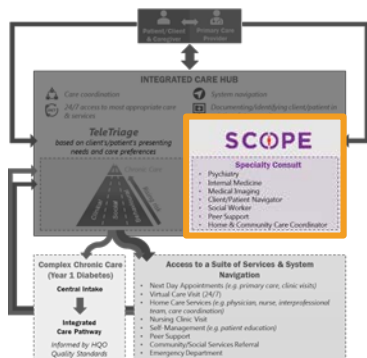 Patient/Client
& Caregiver
Primary Care
Provider
INTEGRATED CARE HUB
Care coordination
System navigation
24/7 access to most appropriate care
& services
Documenting/identifying client/patient in
TeleTriage
based on client's/patient's presenting
needs and care preferences
Chronic Care
Clinical
Social
SCOPE
Specialty Consult
• Psychiatry
• Internal Medicine
• Medical Imaging
• Client/Patient Navigator
• Social Worker
• Peer Support
• Home & Community Care Coordinator
Complex Chronic Care
(Year 1 Diabetes)
Central Intake
Integrated
Care Pathway
Informed by HQO
Quality Standards
Access to a Suite of Services & System
Navigation
• Next Day Appointments (e.g. primary care, clinic visits)
• Virtual Care Visit (24/7)
• Home Care Services (e.g. physician, nurse, interprofessional
team, care coordination)
• Nursing Clinic Visit
• Self-Management (e.g. patient education)
• Peer Support
• Community/Social Services Referral
• Emergency Department